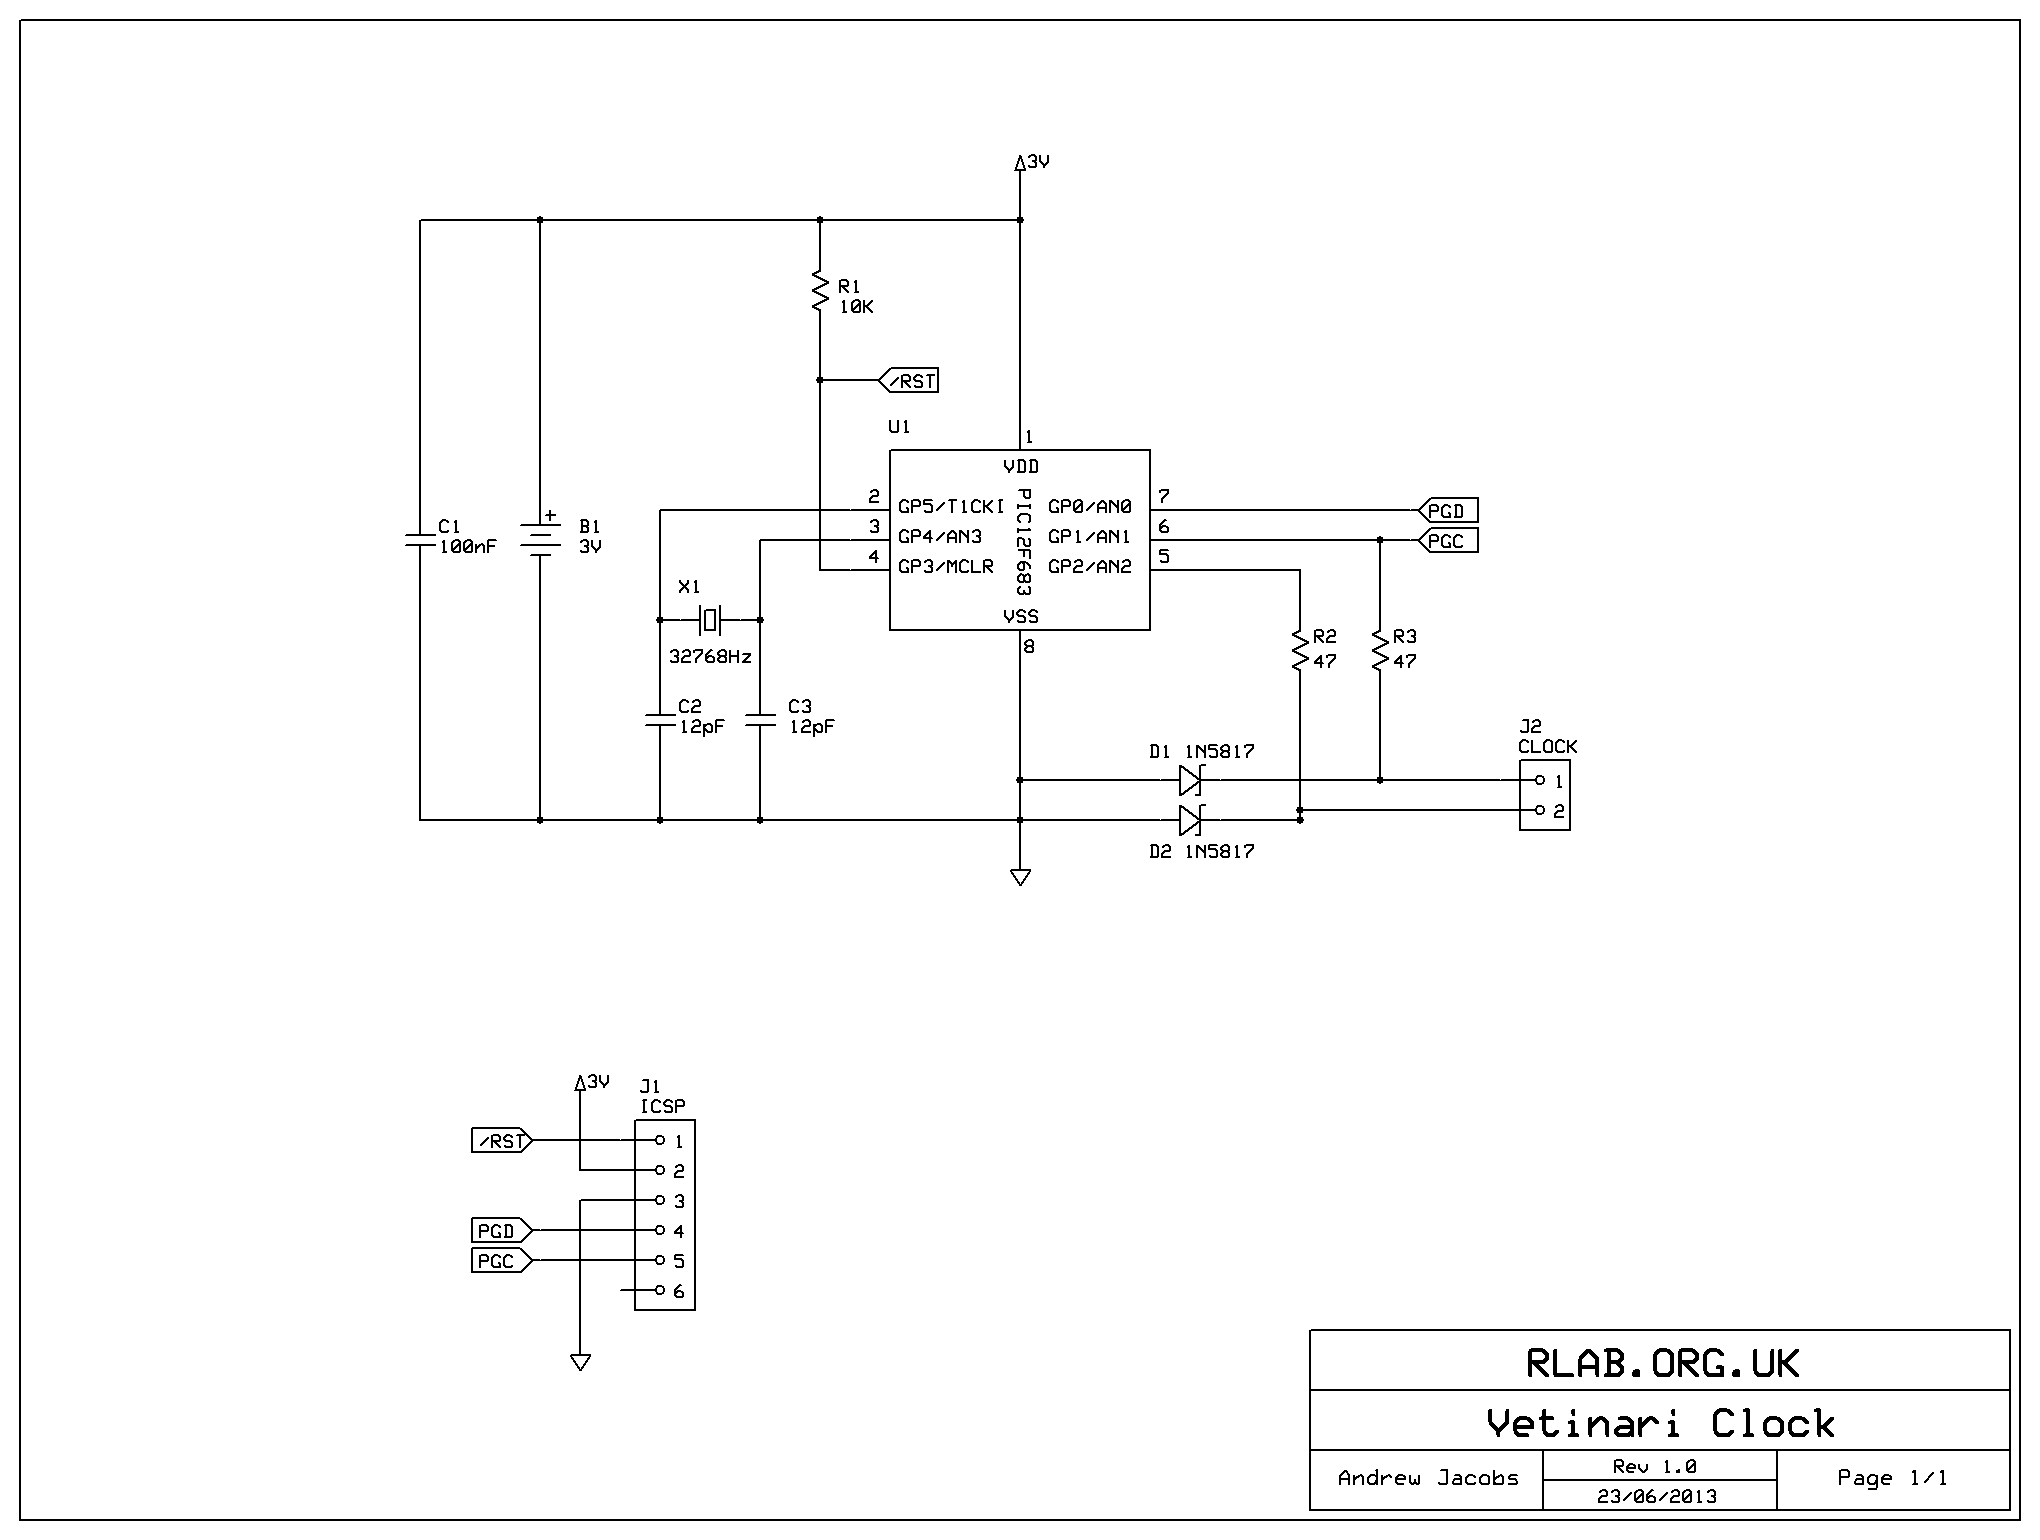 3V
R1
10K
/RST
U1
1
VDD
2
GP5/T1CKI
GP0/AN0
7
PGD
3
GP4/AN3
GP1/AN1
6
PGC
4
GP3/MCLR
GP2/AN2
5
PIC12F683
VSS
8
C1
100nF
+
B1
3V
X1
32768Hz
C2
12pF
C3
12pF
R2
47
R3
47
D1 1N5817
D2 1N5817
J2
CLOCK
1
2
3V
J1
ICSP
/RST
1
2
3
PGD
4
PGC
5
6
RLAB.ORG.UK
Vetinari Clock
Andrew Jacobs
Rev 1.0
23/06/2013
Page 1/1